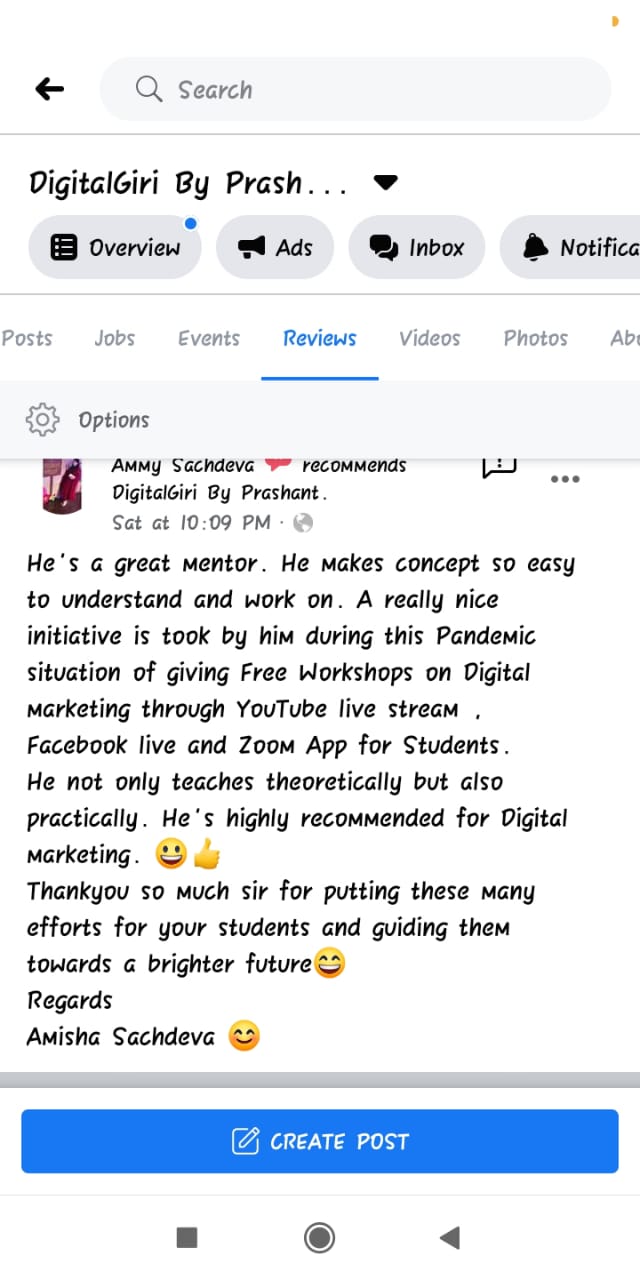 Search
DigitalGiri By Prash...
Overview Ads Inbox Notifica
Posts Jobs Events Reviews Videos Photos Abo
Options
Ammy Sachdeva recommends
DigitalGiri By Prashant.
Sat at 10:09 PM ·
He's a great mentor. He makes concept so easy
to understand and work on. A really nice
initiative is took by him during this Pandemic
situation of giving Free Workshops on Digital
marketing through YouTube live stream ,
Facebook live and Zoom App for Students.
He not only teaches theoretically but also
practically. He's highly recommended for Digital
marketing. 😃👍
Thankyou so much sir for putting these many
efforts for your students and guiding them
towards a brighter future😄
Regards
Amisha Sachdeva 😊
CREATE POST